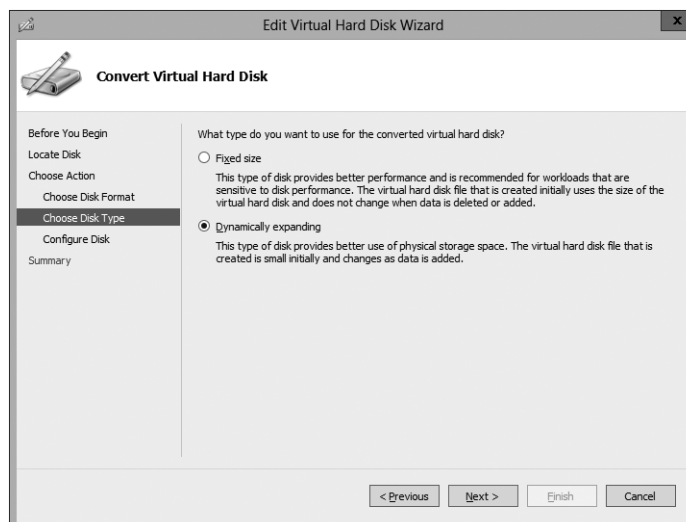 Edit Virtual Hard Disk Wizard
x
Convert Virtual Hard Disk
Before You Begin
Locate Disk
Choose Action
Choose Disk Format
Choose Disk Type
Configure Disk
Summary
What type do you want to use for the converted virtual hard disk?
Fixed size
This type of disk provides better performance and is recommended for workloads that are
sensitive to disk performance. The virtual hard disk file that is created initially uses the size of the
virtual hard disk and does not change when data is deleted or added.
Dynamically expanding
This type of disk provides better use of physical storage space. The virtual hard disk file that is
created is small initially and changes as data is added.
< Previous
Next >
Finish
Cancel